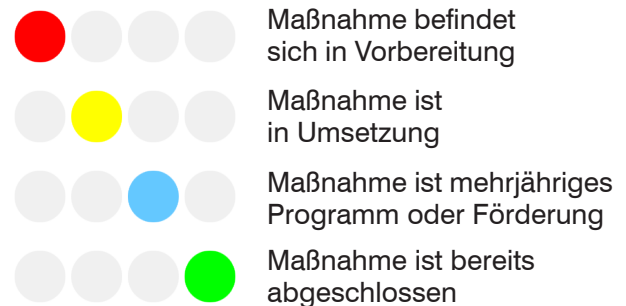 Maßnahme befindet
sich in Vorbereitung
Maßnahme ist
in Umsetzung
Maßnahme ist mehrjähriges
Programm oder Förderung
Maßnahme ist bereits
abgeschlossen